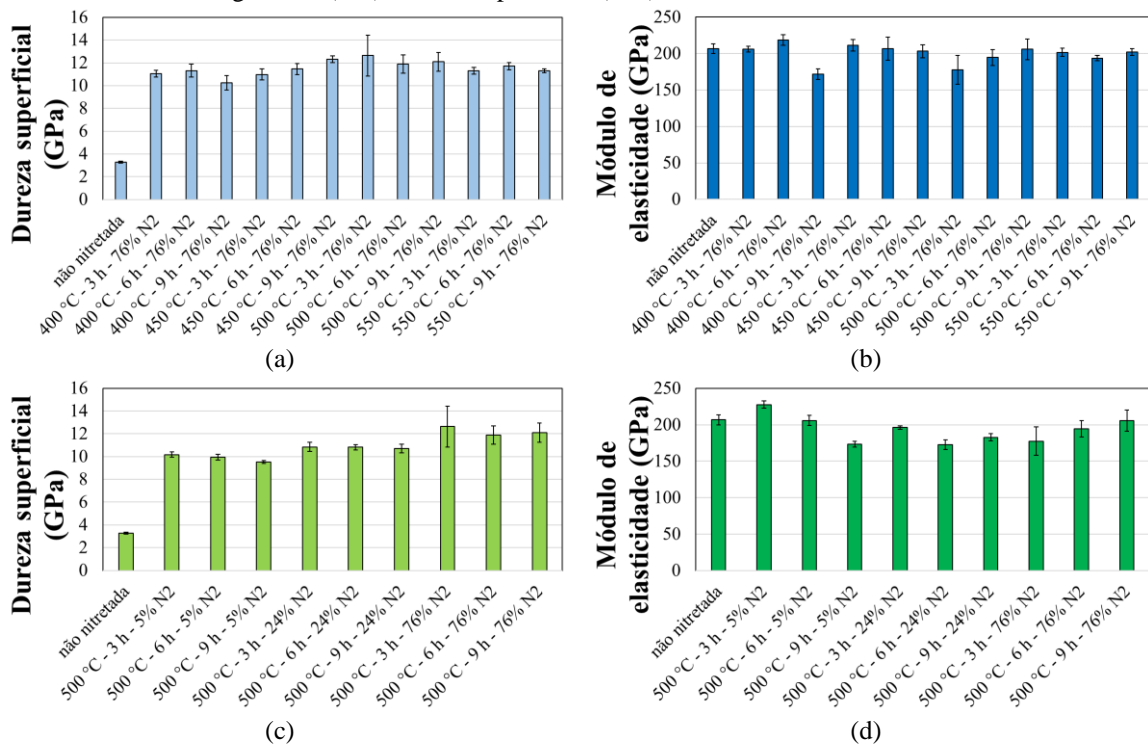 Dureza superficial
(GPa)
16
14
12
10
8
6
4
2
0
não nitretada
400 °C - 3 h - 76% N2
400 °C - 6 h - 76% N2
400 °C - 9 h - 76% N2
450 °C - 3 h - 76% N2
450 °C - 6 h - 76% N2
450 °C - 9 h - 76% N2
500 °C - 3 h - 76% N2
500 °C - 6 h - 76% N2
500 °C - 9 h - 76% N2
550 °C - 3 h - 76% N2
550 °C - 6 h - 76% N2
550 °C - 9 h - 76% N2
(a)
Módulo de
elasticidade (GPa)
250
200
150
100
50
0
não nitretada
400 °C - 3 h - 76% N2
400 °C - 6 h - 76% N2
400 °C - 9 h - 76% N2
450 °C - 3 h - 76% N2
450 °C - 6 h - 76% N2
450 °C - 9 h - 76% N2
500 °C - 3 h - 76% N2
500 °C - 6 h - 76% N2
500 °C - 9 h - 76% N2
550 °C - 3 h - 76% N2
550 °C - 6 h - 76% N2
550 °C - 9 h - 76% N2
(b)
Dureza superficial
(GPa)
16
14
12
10
8
6
4
2
0
não nitretada
500 °C - 3 h - 5% N2
500 °C - 6 h - 5% N2
500 °C - 9 h - 5% N2
500 °C - 3 h - 24% N2
500 °C - 6 h - 24% N2
500 °C - 9 h - 24% N2
500 °C - 3 h - 76% N2
500 °C - 6 h - 76% N2
500 °C - 9 h - 76% N2
(c)
Módulo de
elasticidade (GPa)
250
200
150
100
50
0
não nitretada
500 °C - 3 h - 5% N2
500 °C - 6 h - 5% N2
500 °C - 9 h - 5% N2
500 °C - 3 h - 24% N2
500 °C - 6 h - 24% N2
500 °C - 9 h - 24% N2
500 °C - 3 h - 76% N2
500 °C - 6 h - 76% N2
500 °C - 9 h - 76% N2
(d)